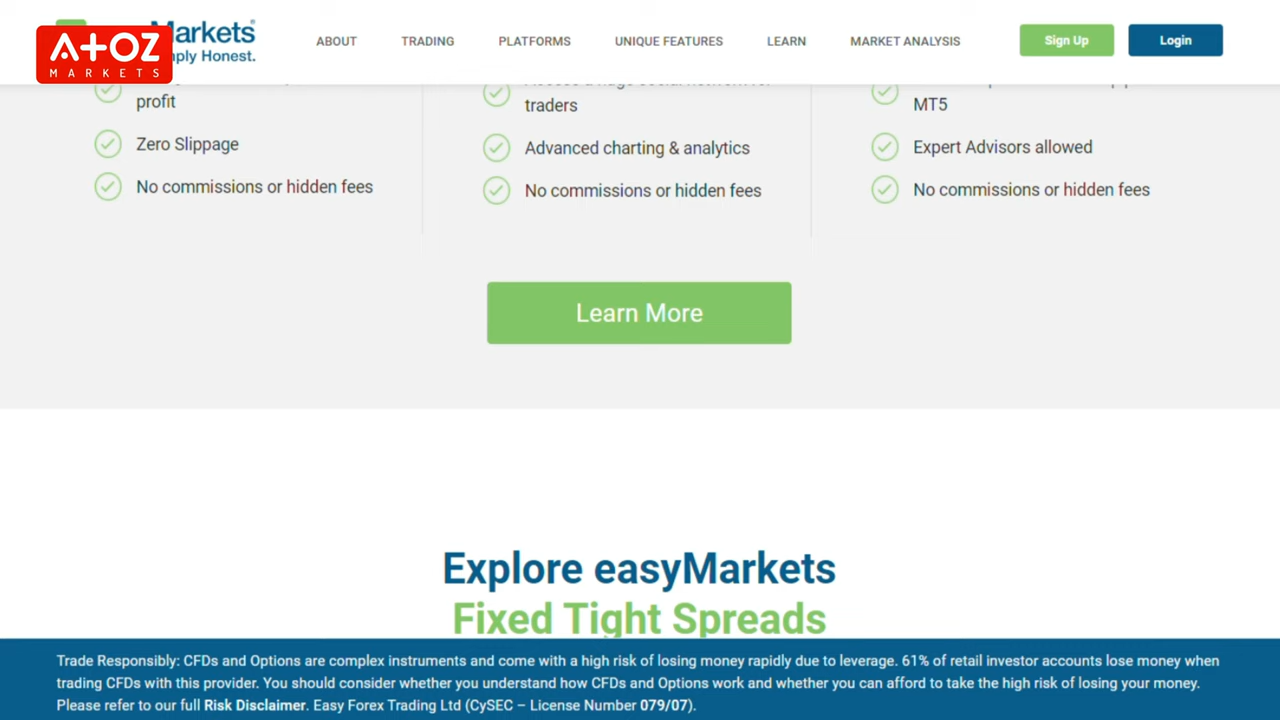 A+OZ
MARKETS
Markets®
mply Honest.
ABOUT
TRADING
PLATFORMS
UNIQUE FEATURES
LEARN
MARKET ANALYSIS
Sign Up
Login
profit
Zero Slippage
No commissions or hidden fees
traders
Advanced charting & analytics
No commissions or hidden fees
MT5
Expert Advisors allowed
No commissions or hidden fees
Learn More
Explore easyMarkets
Fixed Tight Spreads
Trade Responsibly: CFDs and Options are complex instruments and come with a high risk of losing money rapidly due to leverage. 61% of retail investor accounts lose money when
trading CFDs with this provider. You should consider whether you understand how CFDs and Options work and whether you can afford to take the high risk of losing your money.
Please refer to our full Risk Disclaimer. Easy Forex Trading Ltd (CySEC – License Number 079/07).